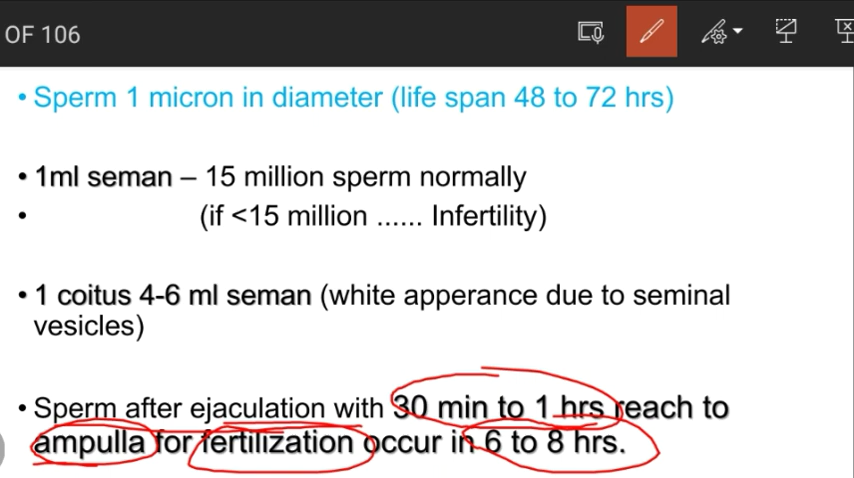 OF 106
• Sperm 1 micron in diameter (life span 48 to 72 hrs)
• 1ml seman – 15 million sperm normally
• (if <15 million ...... Infertility)
• 1 coitus 4-6 ml seman (white apperance due to seminal
vesicles)
• Sperm after ejaculation with 30 min to 1 hrs reach to
ampulla for fertilization occur in 6 to 8 hrs.